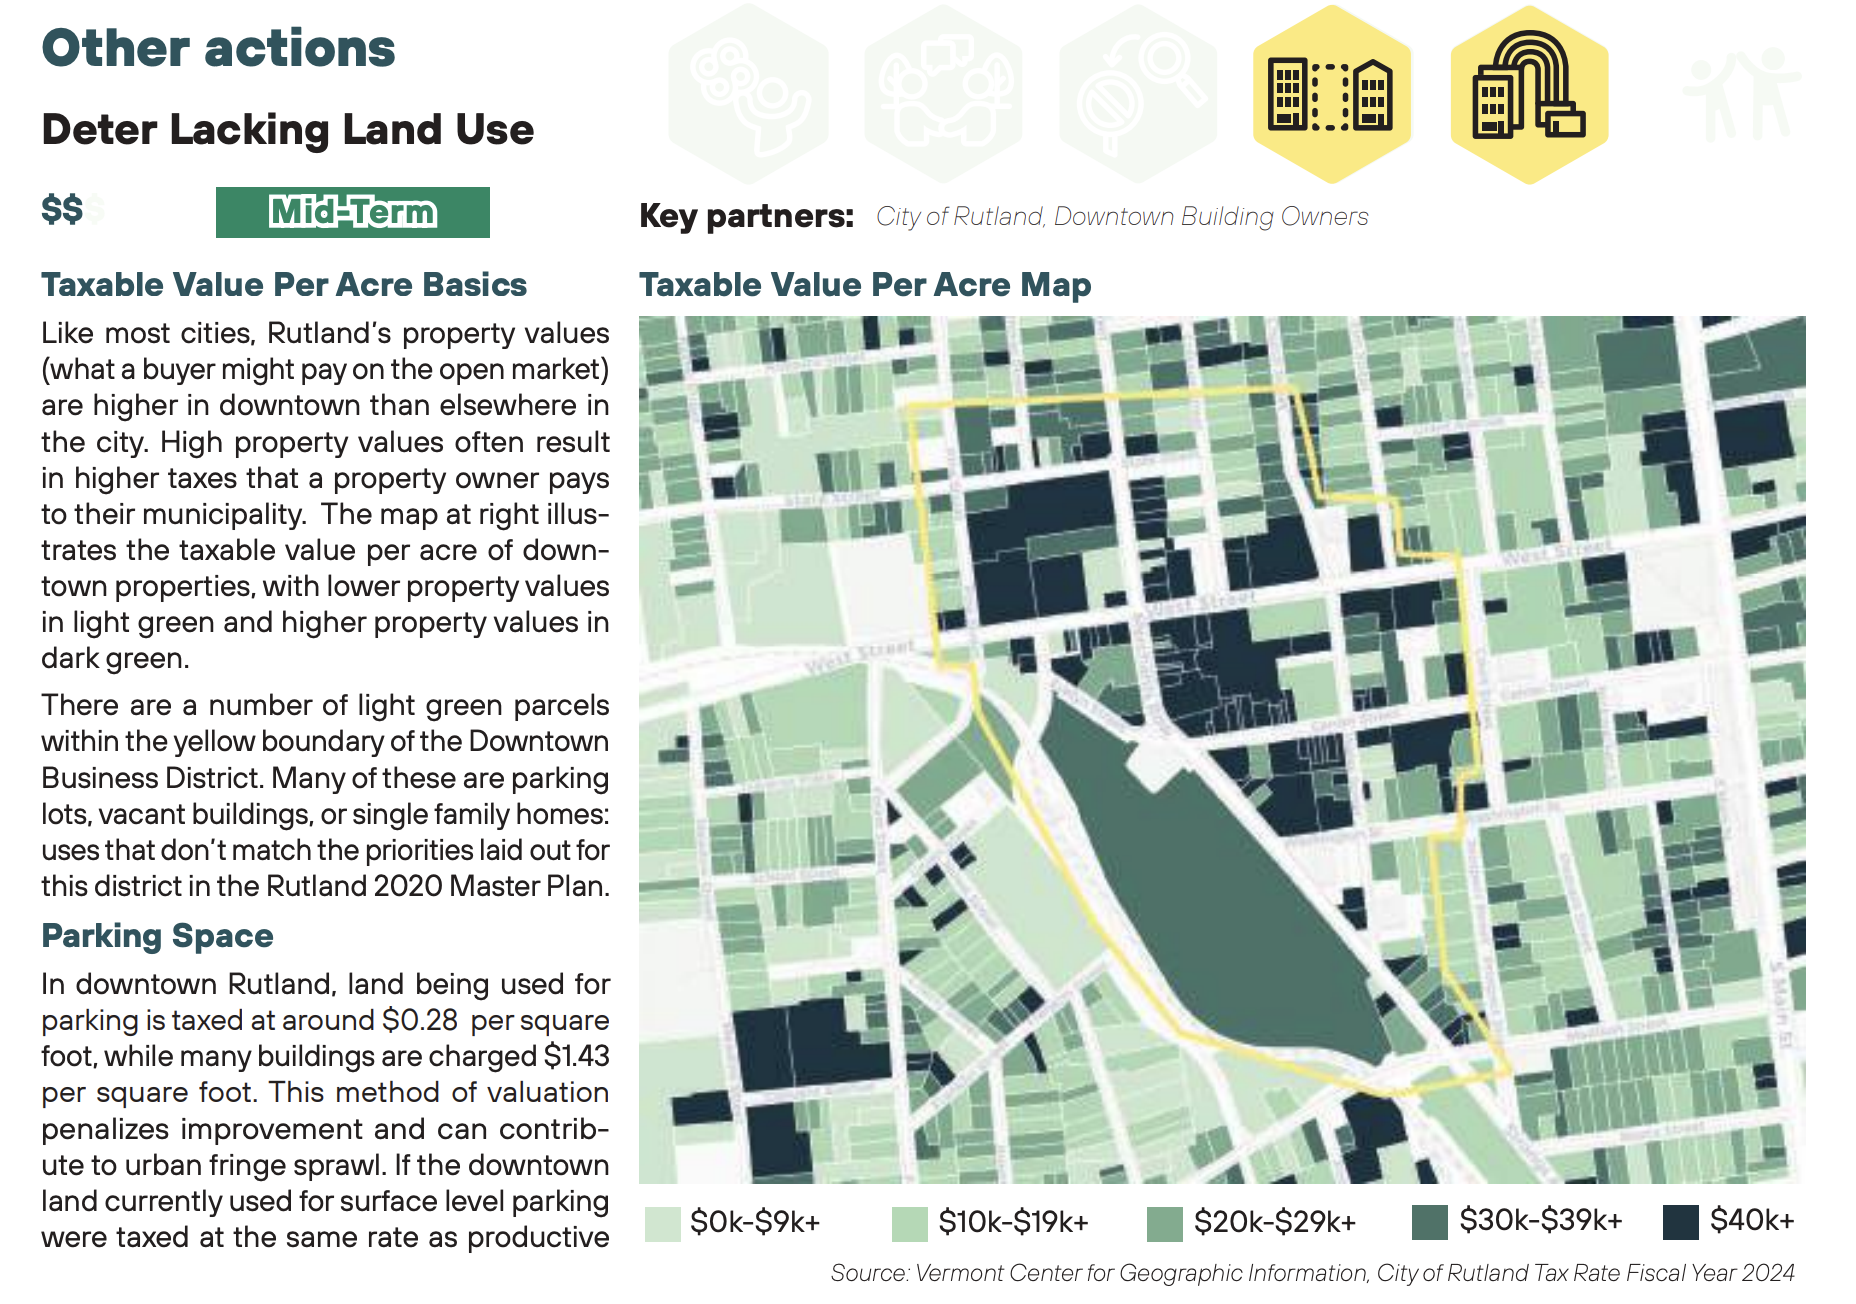 Other actions
Deter Lacking Land Use
$$$
Mid-Term
Key partners: City of Rutland, Downtown Building Owners
Taxable Value Per Acre Basics
Like most cities, Rutland's property values
(what a buyer might pay on the open market)
are higher in downtown than elsewhere in
the city. High property values often result
in higher taxes that a property owner pays
to their municipality. The map at right illus-
trates the taxable value per acre of down-
town properties, with lower property values
in light green and higher property values in
dark green.
There are a number of light green parcels
within the yellow boundary of the Downtown
Business District. Many of these are parking
lots, vacant buildings, or single family homes:
uses that don't match the priorities laid out for
this district in the Rutland 2020 Master Plan.
Parking Space
In downtown Rutland, land being used for
parking is taxed at around $0.28 per square
foot, while many buildings are charged $1.43
per square foot. This method of valuation
penalizes improvement and can contrib-
ute to urban fringe sprawl. If the downtown
land currently used for surface level parking
were taxed at the same rate as productive
Taxable Value Per Acre Map
State Street
West Street
West Street
West Street
Center Street
S Main St
$0k-$9k+
$10k-$19k+
$20k-$29k+
$30k-$39k+
$40k+
Source: Vermont Center for Geographic Information, City of Rutland Tax Rate Fiscal Year 2024